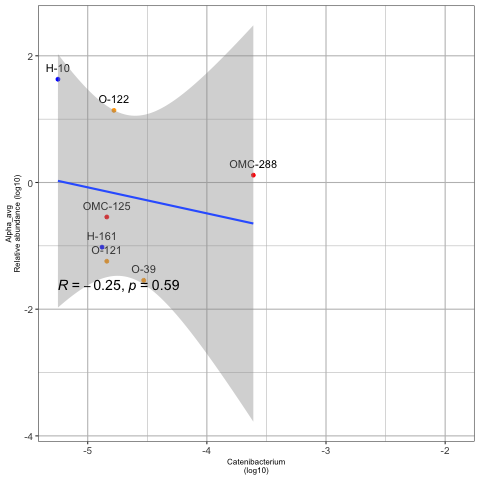 H-10
O-122
OMC-288
OMC-125
H-161
O-121
O-39
R = −0.25, p = 0.59
2
0
-2
-4
-5
-4
-3
-2
Alpha_avg
Relative abundance (log10)
Catenibacterium
(log10)